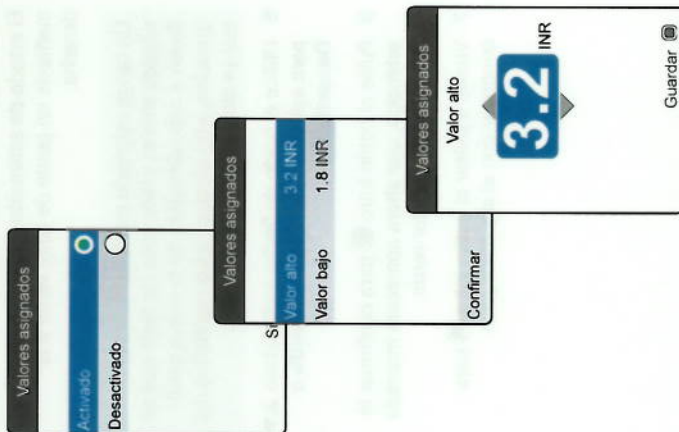 Valores asignados
Activado
Desactivado
Valores asignados
Valor alto 3.2 INR
Valor bajo 1.8 INR
Confirmar
Valores asignados
Valor alto
3.2 INR
Guardar